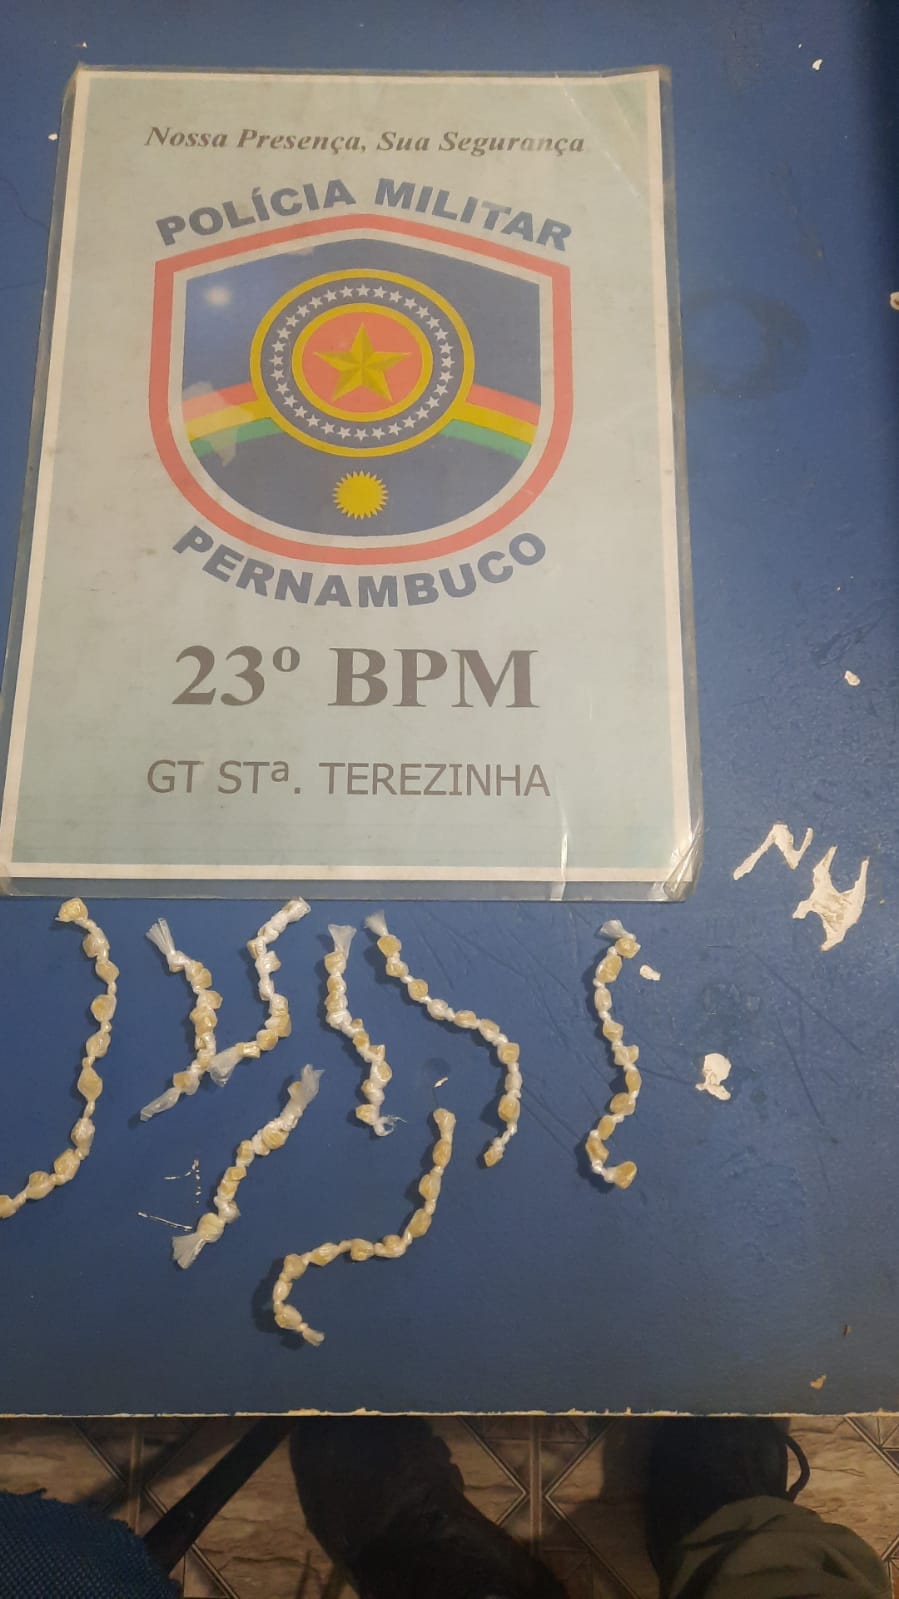 Nossa Presença, Sua Segurança
POLÍCIA MILITAR
PERNAMBUCO
23º BPM
GT STª. TEREZINHA